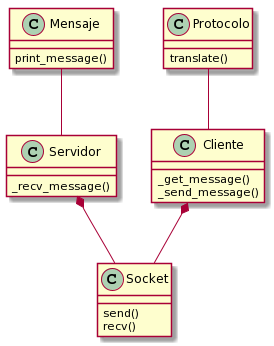 C Mensaje
print_message()
C Protocolo
translate()
C Servidor
_recv_message()
C Cliente
_get_message()
_send_message()
C Socket
send()
recv()